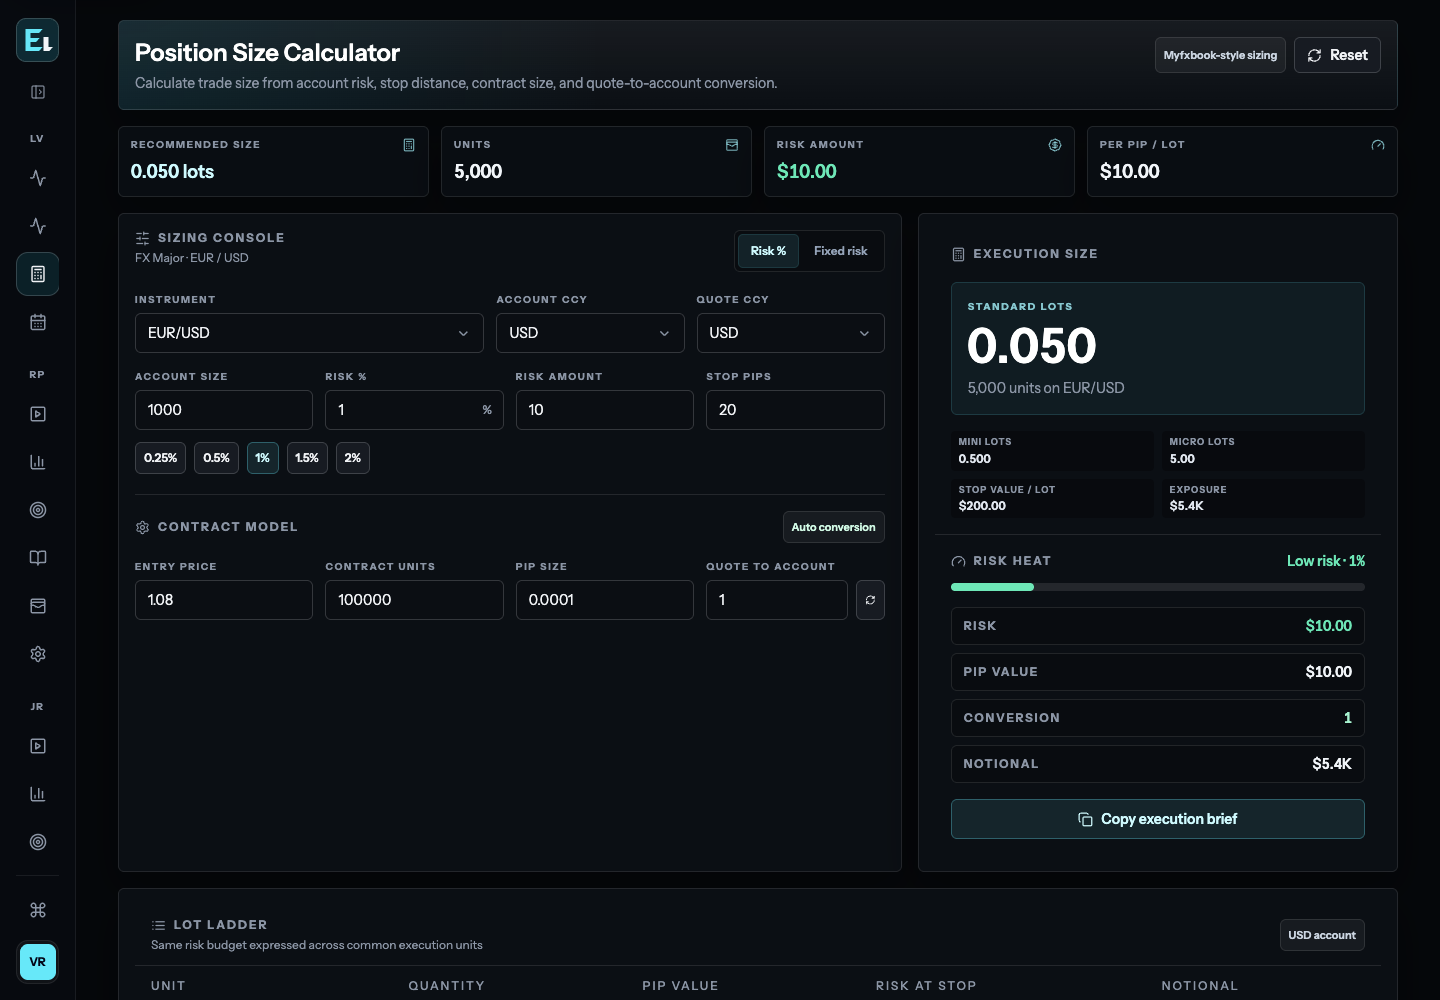 EL
LV
RP
JR
VR
Position Size Calculator
Calculate trade size from account risk, stop distance, contract size, and quote-to-account conversion.
Myfxbook-style sizing
Reset
RECOMMENDED SIZE
0.050 lots
UNITS
5,000
RISK AMOUNT
$10.00
PER PIP / LOT
$10.00
SIZING CONSOLE
FX Major · EUR / USD
Risk %
Fixed risk
INSTRUMENT
ACCOUNT CCY
QUOTE CCY
EUR/USD
USD
USD
ACCOUNT SIZE
RISK %
RISK AMOUNT
STOP PIPS
1000
1
%
10
20
0.25%
0.5%
1%
1.5%
2%
CONTRACT MODEL
Auto conversion
ENTRY PRICE
CONTRACT UNITS
PIP SIZE
QUOTE TO ACCOUNT
1.08
100000
0.0001
1
EXECUTION SIZE
STANDARD LOTS
0.050
5,000 units on EUR/USD
MINI LOTS
0.500
MICRO LOTS
5.00
STOP VALUE / LOT
$200.00
EXPOSURE
$5.4K
RISK HEAT
Low risk · 1%
RISK
$10.00
PIP VALUE
$10.00
CONVERSION
1
NOTIONAL
$5.4K
Copy execution brief
LOT LADDER
Same risk budget expressed across common execution units
USD account
UNIT
QUANTITY
PIP VALUE
RISK AT STOP
NOTIONAL